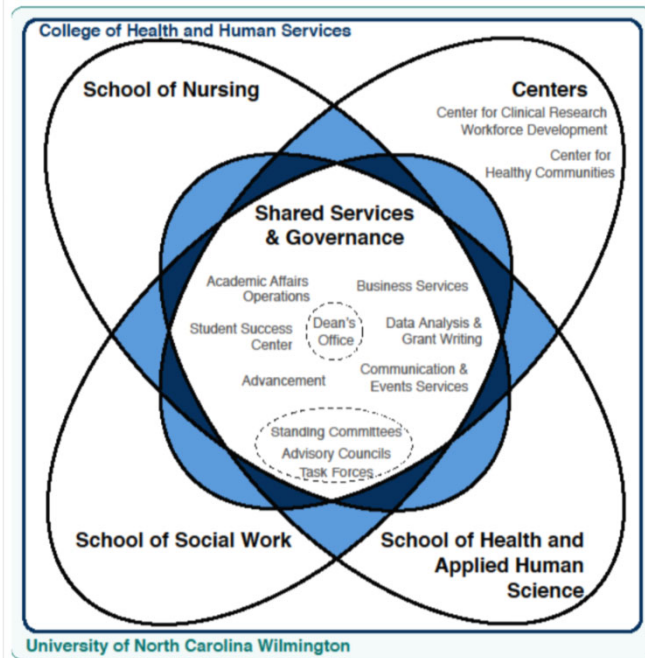 College of Health and Human Services
School of Nursing
Centers
Center for Clinical Research
Workforce Development
Center for
Healthy Communities
Shared Services
& Governance
Academic Affairs
Operations
Business Services
Student Success
Center
Dean's
Office
Data Analysis &
Grant Writing
Advancement
Communication &
Events Services
Standing Committees
Advisory Councils
Task Forces
School of Social Work
School of Health and
Applied Human
Science
University of North Carolina Wilmington